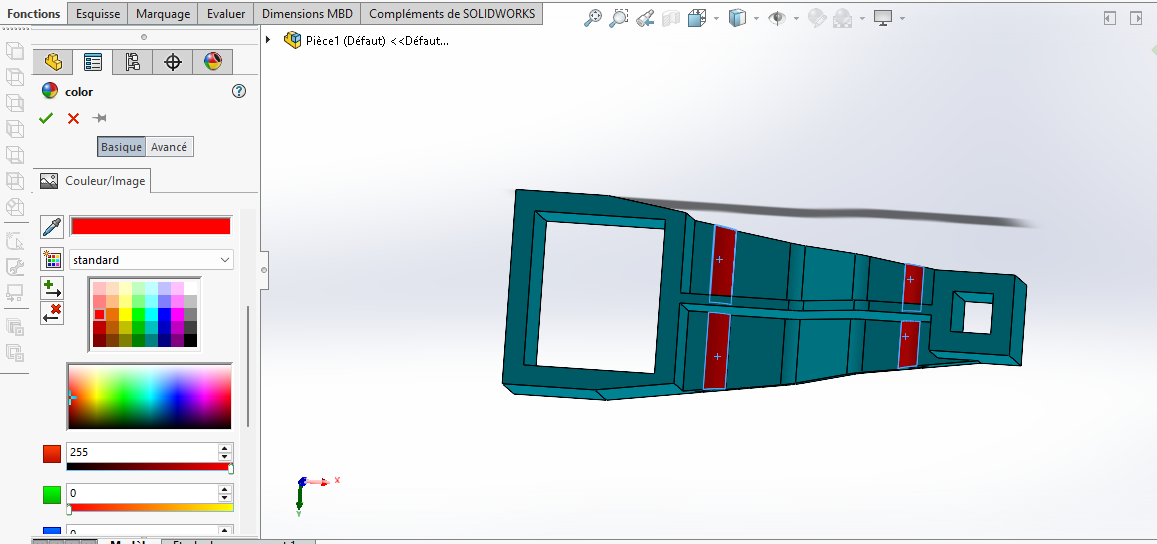 Fonctions Esquisse Marquage Evaluer Dimensions MBD Compléments de SOLIDWORKS
Pièce1 (Défaut) <<Défaut...
color
?
Basique Avancé
Couleur/Image
standard
255
0
0
X
Y